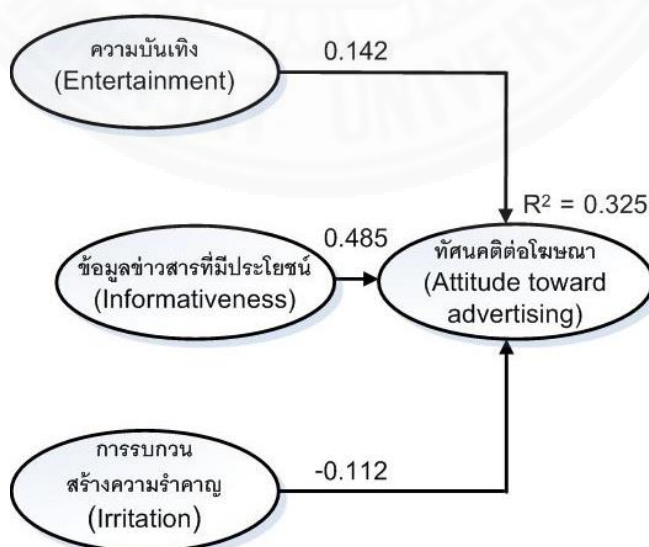 ความบันเทิง
(Entertainment)
0.142
R² = 0.325
ข้อมูลข่าวสารที่มีประโยชน์
(Informativeness)
0.485
ทัศนคติต่อโฆษณา
(Attitude toward
advertising)
การรบกวน
สร้างความรำคาญ
(Irritation)
-0.112